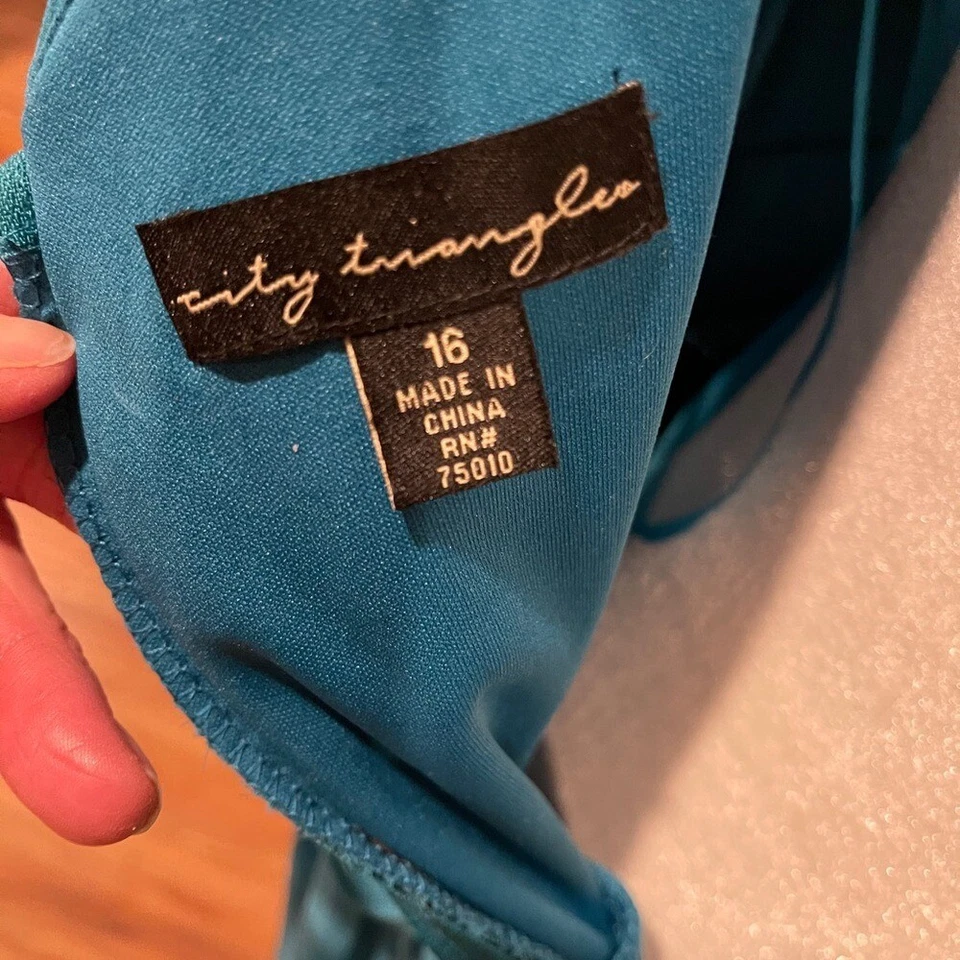 city triangles
16
MADE IN
CHINA
RN#
75010